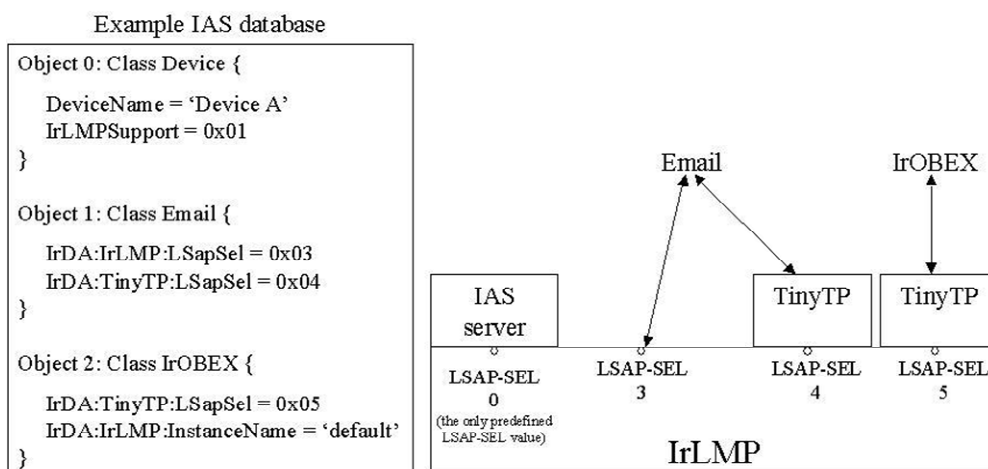 Example IAS database
Object 0: Class Device {
DeviceName = ‘Device A’
IrLMPSupport = 0x01
}
Object 1: Class Email {
IrDA:IrLMP:LSapSel = 0x03
IrDA:TinyTP:LSapSel = 0x04
}
Object 2: Class IrOBEX {
IrDA:TinyTP:LSapSel = 0x05
IrDA:IrLMP:InstanceName = ‘default’
}
Email
IrOBEX
IAS
server
TinyTP
TinyTP
LSAP-SEL
0
(the only predefined
LSAP-SEL value)
LSAP-SEL
3
LSAP-SEL
4
LSAP-SEL
5
IrLMP